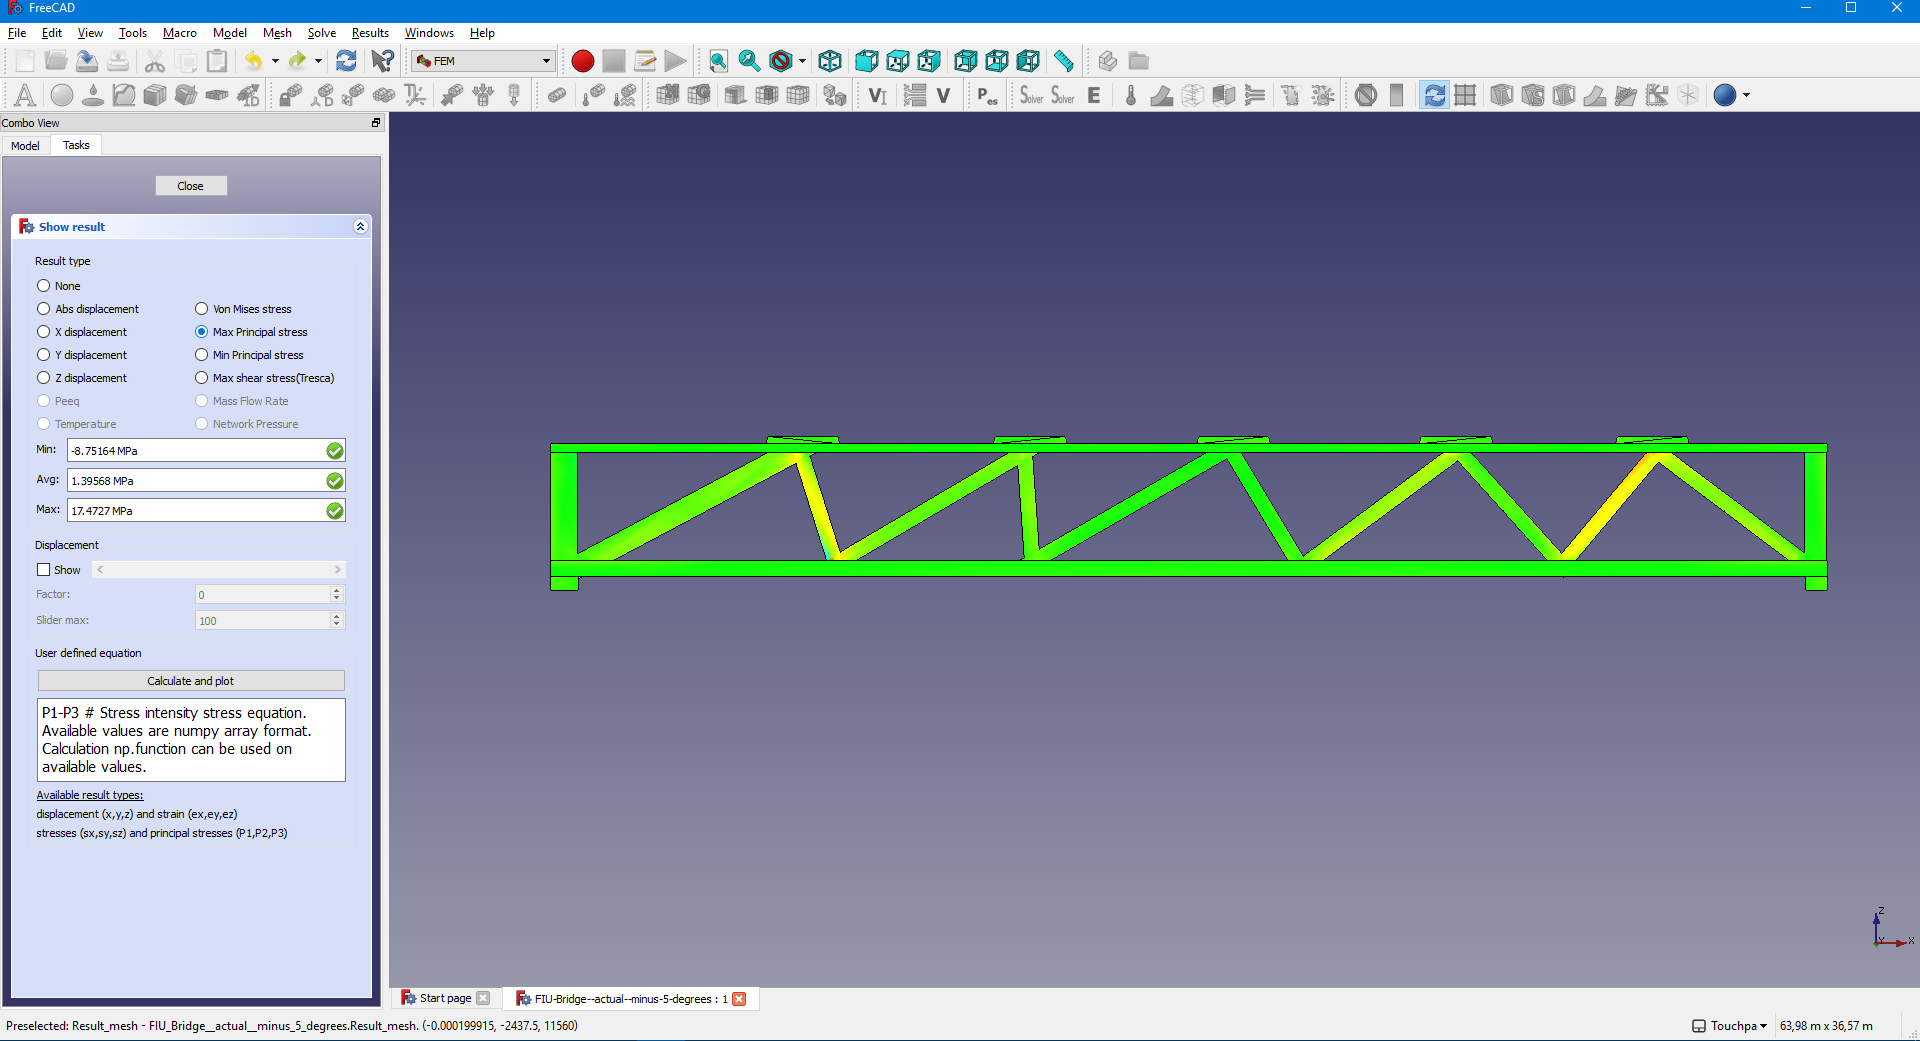 FreeCAD
File Edit View Tools Macro Model Mesh Solve Results Windows Help
FEM
A VI V Pes Solver Solver E
Combo View
Model Tasks
Close
Show result
Result type
None
Abs displacement Von Mises stress
X displacement Max Principal stress
Y displacement Min Principal stress
Z displacement Max shear stress(Tresca)
Peeq Mass Flow Rate
Temperature Network Pressure
Min: -8.75164 MPa
Avg: 1.39568 MPa
Max: 17.4727 MPa
Displacement
Show
Factor: 0
Slider max: 100
User defined equation
Calculate and plot
P1-P3 # Stress intensity stress equation.
Available values are numpy array format.
Calculation np.function can be used on
available values.
Available result types:
displacement (x,y,z) and strain (ex,ey,ez)
stresses (sx,sy,sz) and principal stresses (P1,P2,P3)
Z
Y X
Start page FIU-Bridge--actual--minus-5-degrees : 1
Preselected: Result_mesh - FIU_Bridge__actual__minus_5_degrees.Result_mesh. (-0.000199915, -2437.5, 11560) Touchpa 63,98 m x 36,57 m